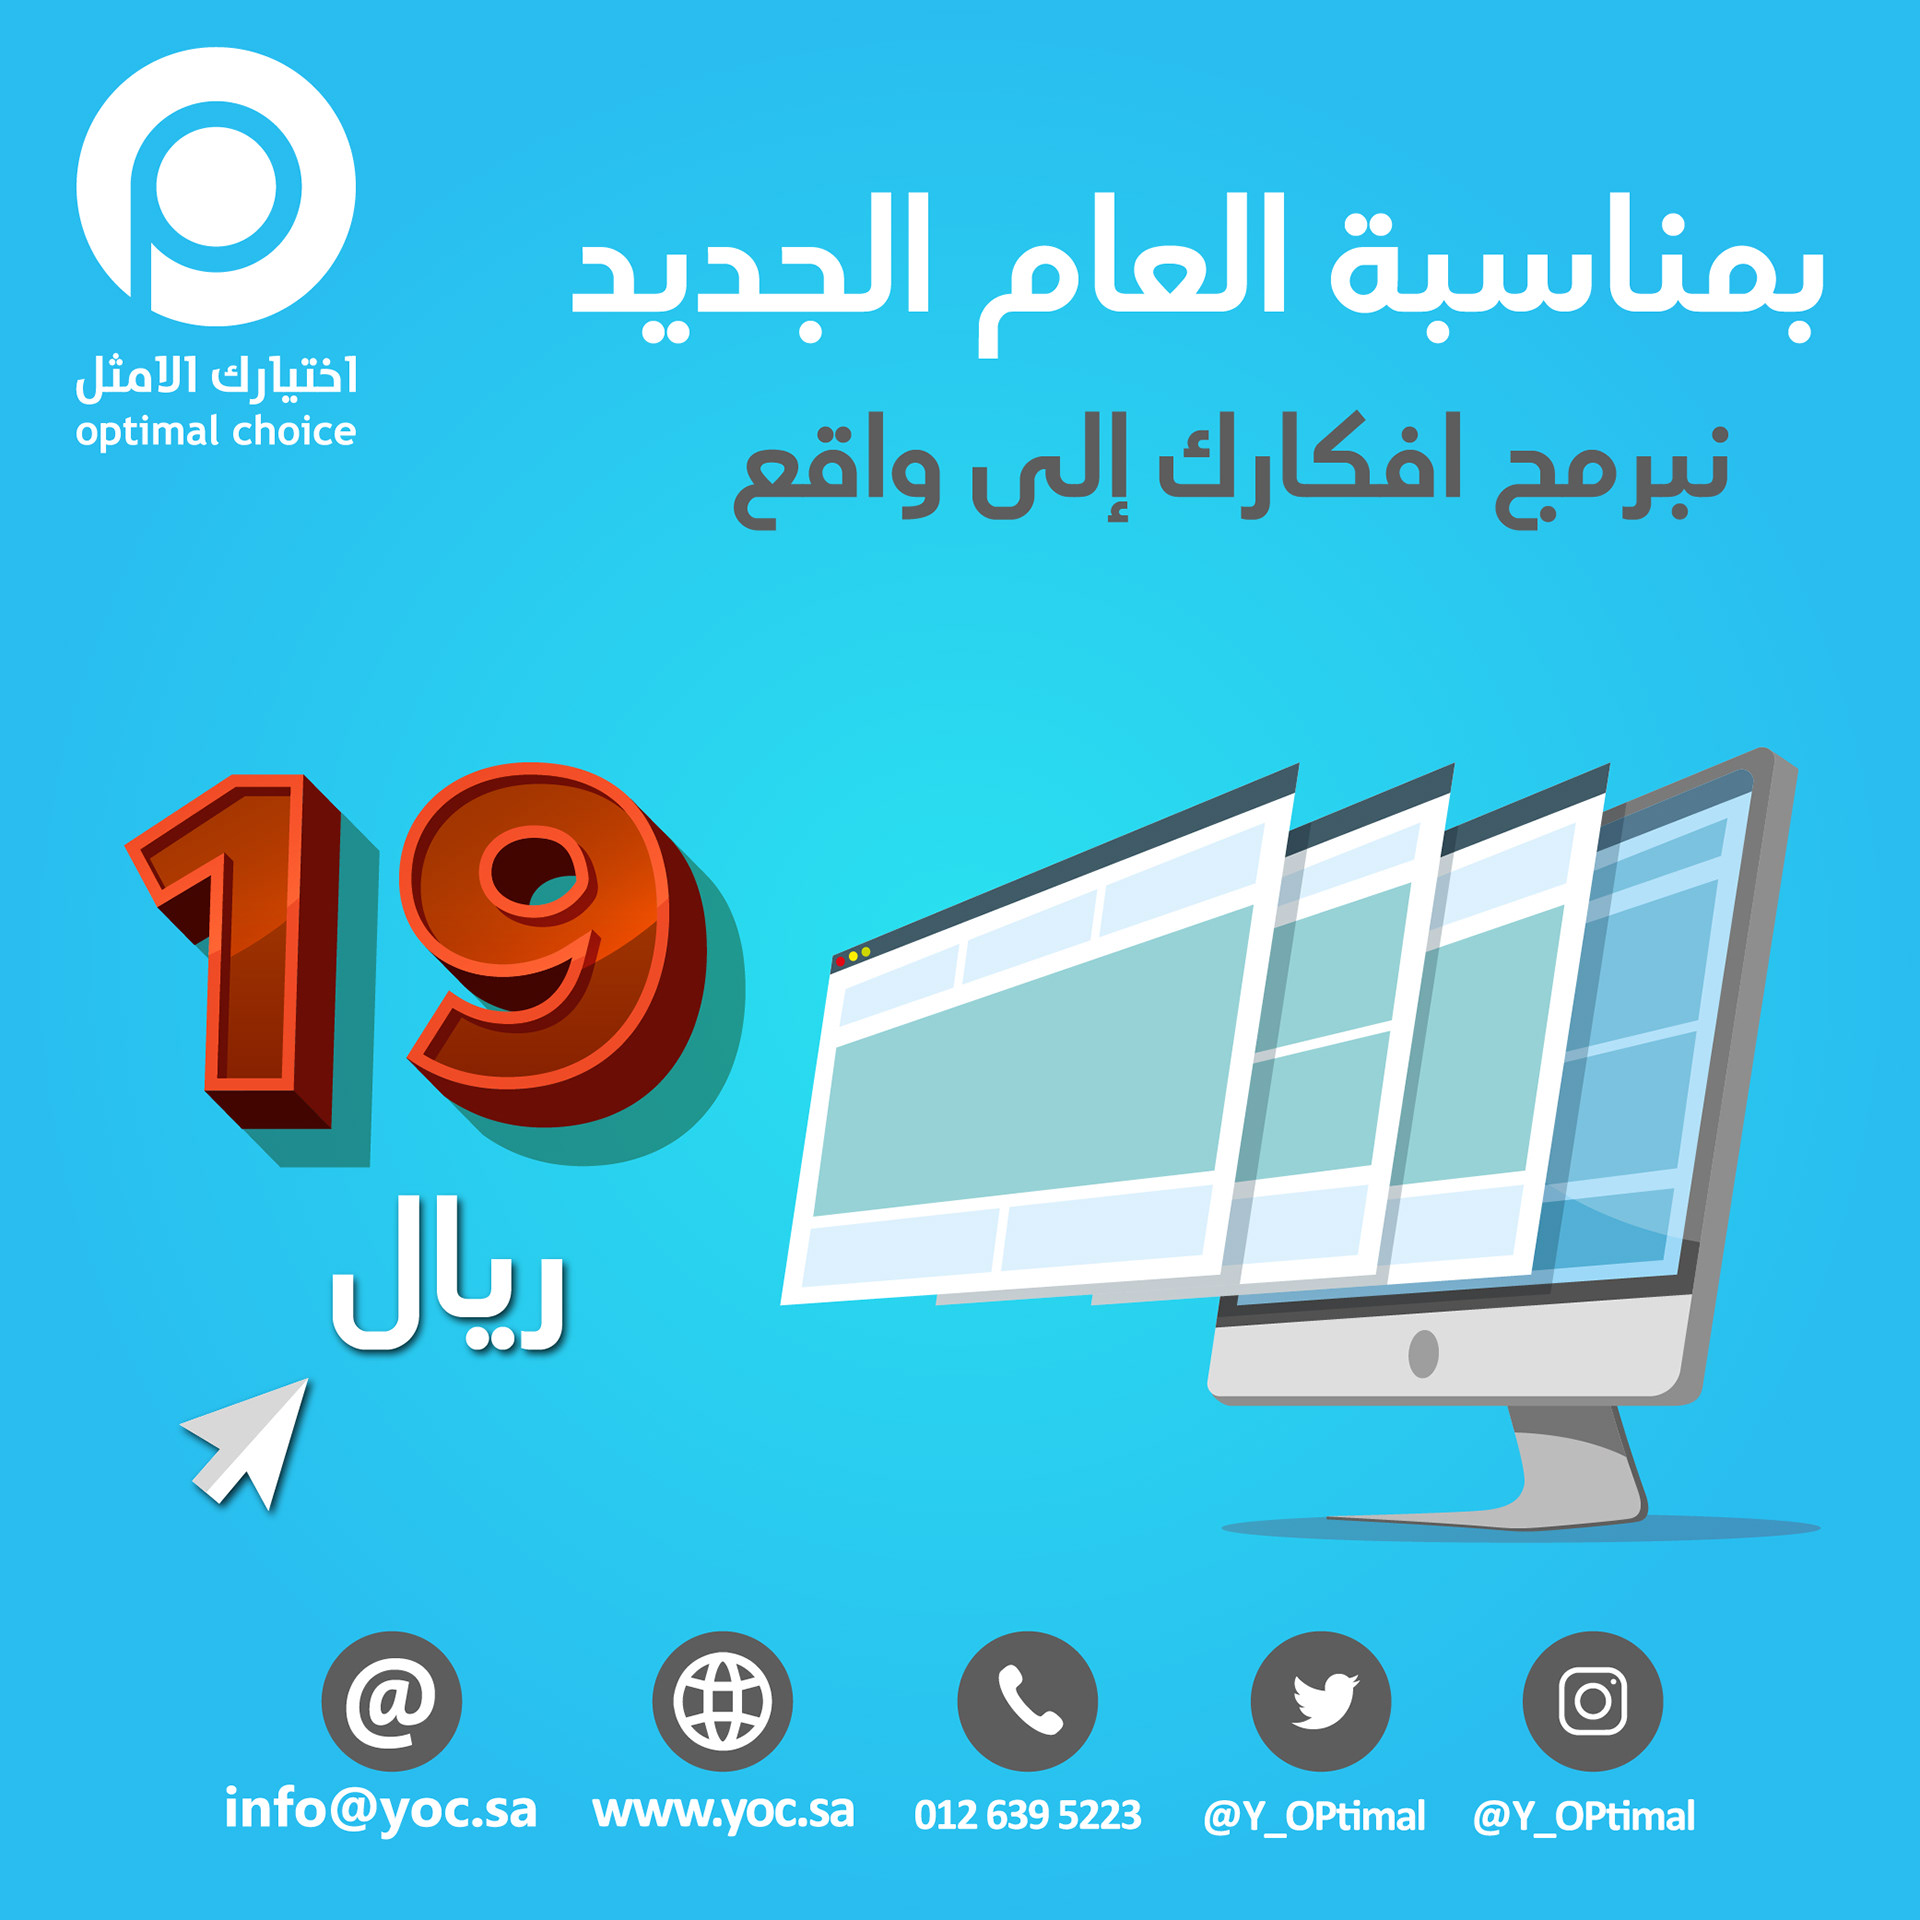 اختيارك الامثل
optimal choice
بمناسبة العام الجديد
نبرمج افكارك إلى واقع
19
ريال
info@yoc.sa
www.yoc.sa
012 639 5223
@Y_OPtimal
@Y_OPtimal